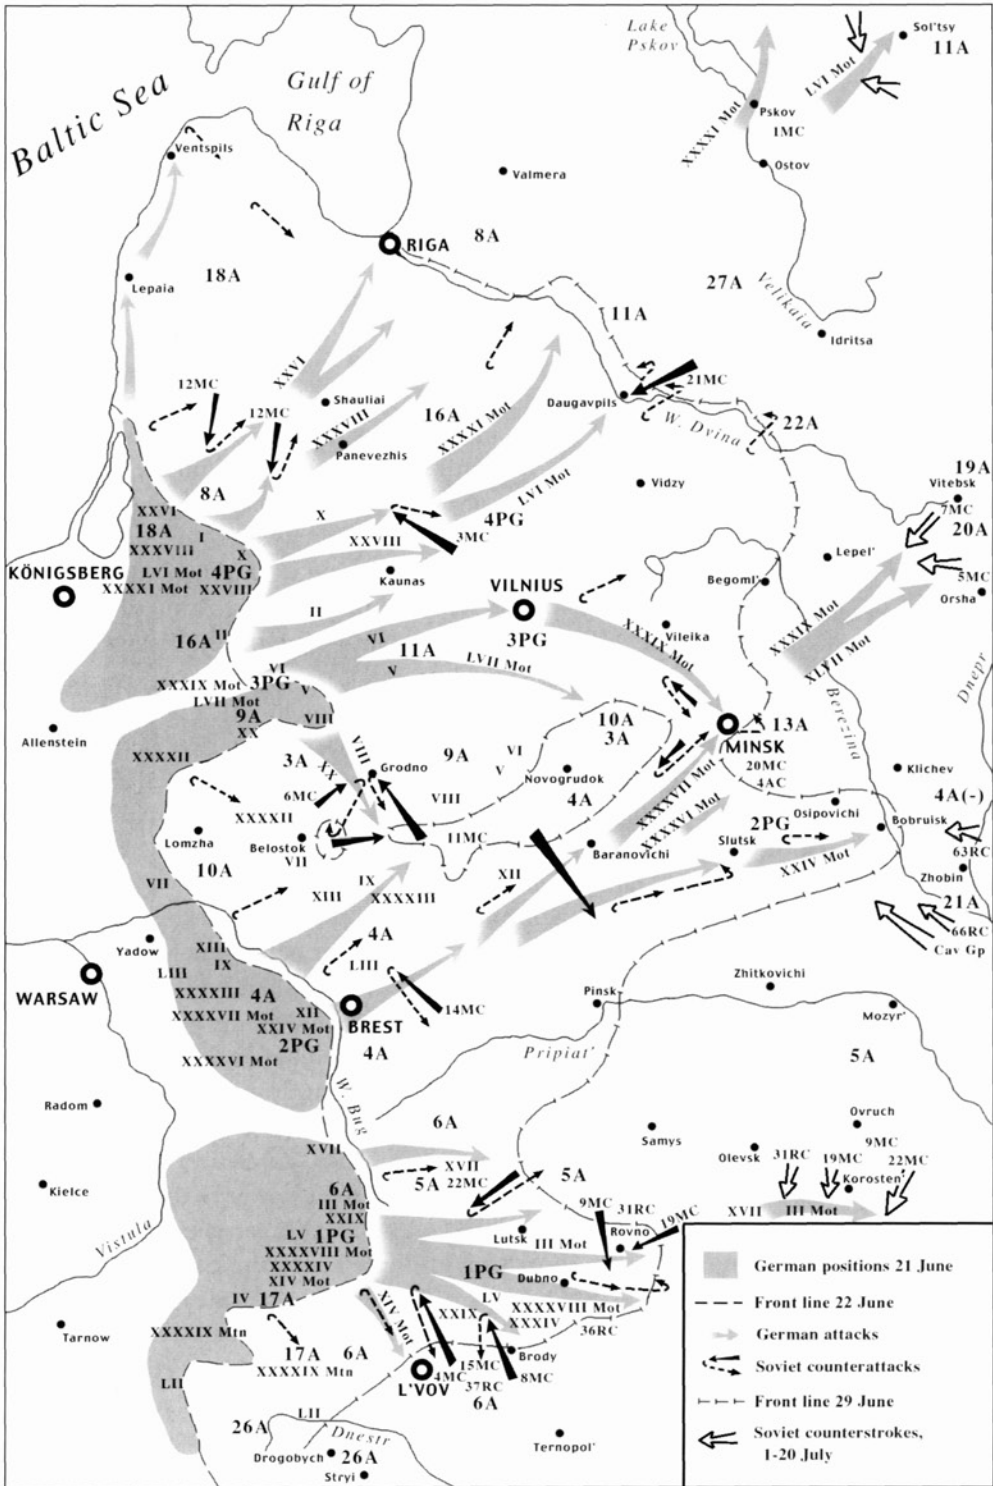 Lake
Pskov
Sol'tsy
11A
LVI Mot
Baltic Sea
Gulf of
Riga
XXXXI Mot
Pskov
1MC
Ostov
Ventspils
Valmera
RIGA
8A
Lepaia
18A
27A
Velikaia
11A
Idritsa
12MC
XXVI
Shauliai
12MC
XXXVIII
16A
Panevezhis
XXXXI Mot
Daugavpils
21MC
W. Dvina
22A
LVI Mot
Vidzy
19A
Vitebsk
7MC
20A
8A
XXVI
18A
I
X
4PG
3MC
XXXVIII
X
XXVIII
Lepel'
KÖNIGSBERG
LVI Mot
4PG
XXXXI Mot
XXVIII
Kaunas
VILNIUS
Begoml'
5MC
Orsha
II
16A
II
VI
3PG
XXXIX Mot
Vileika
XXXIX Mot
XLVII Mot
11A
V
LVII Mot
VI
XXXIX Mot
3PG
V
LVII Mot
9A
VIII
XX
Berezina
Dnepr
Allenstein
10A
3A
13A
MINSK
XXXXII
3A
XX
VIII
Grodno
9A
VI
V
Novogrudok
20MC
4AC
Klichev
6MC
VIII
4A
XXXXVII Mot
XXXXVI Mot
4A(-)
Osipovichi
XXXXII
Lomzha
Belostok
VII
11MC
2PG
Bobruisk
Baranovichi
Slutsk
63RC
10A
VII
XXIV Mot
Zhobin
IX
XII
XIII
XXXXIII
21A
66RC
Cav Gp
Yadow
XIII
IX
4A
LIII
LIII
WARSAW
XXXXIII
4A
XXXXVII Mot
XII
XXIV Mot
2PG
XXXXVI Mot
BREST
14MC
4A
Pinsk
Zhitkovichi
Mozyr'
Pripiat'
5A
Radom
W. Bug
6A
Samys
Ovruch
9MC
Olevsk
31RC
19MC
22MC
Korosten'
XVII
XVII
22MC
5A
5A
Kielce
Vistula
6A
III Mot
XXIX
LV
1PG
XXXXVIII Mot
XXXXIV
XIV Mot
IV
17A
9MC
31RC
Rovno
19MC
XVII
III Mot
Lutsk
III Mot
1PG
Dubno
LV
XXXXVIII Mot
XXIX
XXXIV
36RC
XIV Mot
Tarnow
XXXXIX Mtn
17A
6A
XXXXIX Mtn
Brody
15MC
4MC
37RC
8MC
L'VOV
6A
LII
LII
26A
Dnestr
Drogobych
26A
Stryi
Ternopol'
German positions 21 June
Front line 22 June
German attacks
Soviet counterattacks
Front line 29 June
Soviet counterstrokes,
1-20 July